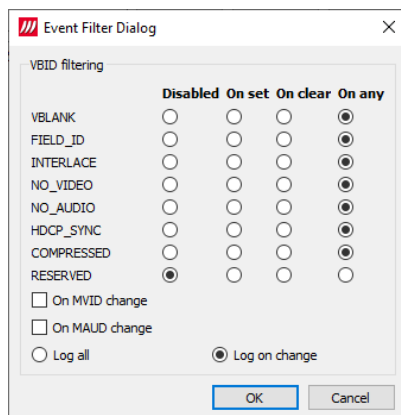 Event Filter Dialog
VBID filtering
Disabled On set On clear On any
VBLANK
FIELD_ID
INTERLACE
NO_VIDEO
NO_AUDIO
HDCP_SYNC
COMPRESSED
RESERVED
On MVID change
On MAUD change
Log all Log on change
OK Cancel